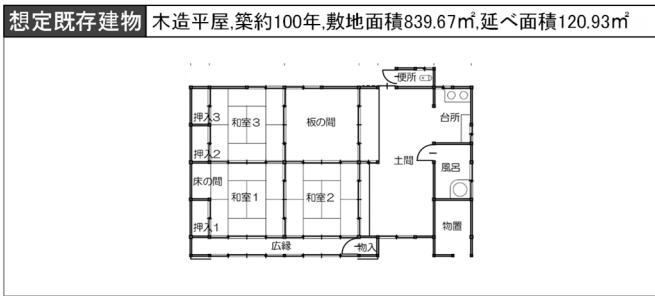 想定既存建物 木造平屋,築約100年,敷地面積839.67㎡,延べ面積120.93㎡
便所
押入3
和室3
板の間
台所
土間
押入2
風呂
床の間
和室1
和室2
押入1
物置
広縁
物入